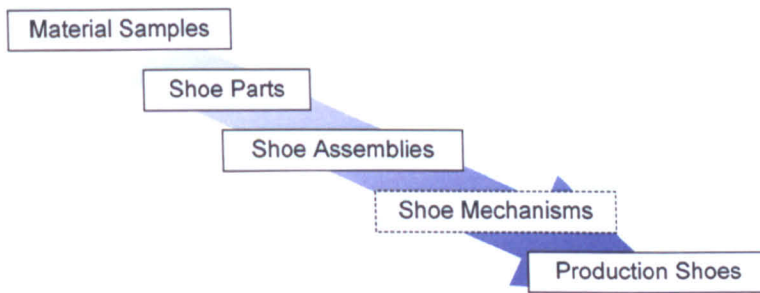 Material Samples
Shoe Parts
Shoe Assemblies
Shoe Mechanisms
Production Shoes